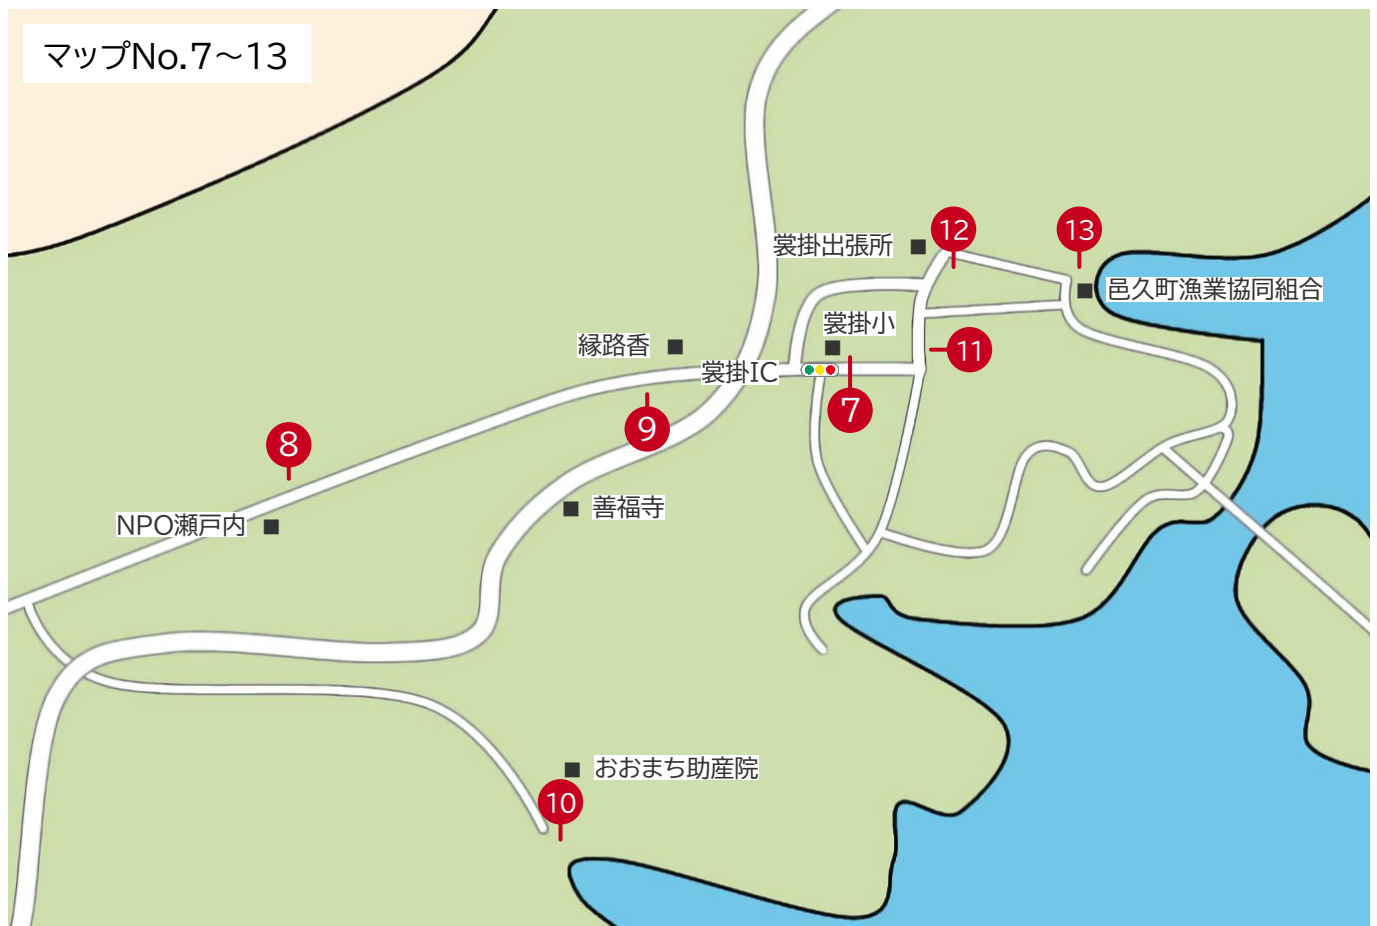 マップNo.7～13
12
13
裳掛出張所
邑久町漁業協同組合
裳掛小
縁路香
11
裳掛IC
7
9
8
善福寺
NPO瀬戸内
おおまち助産院
10